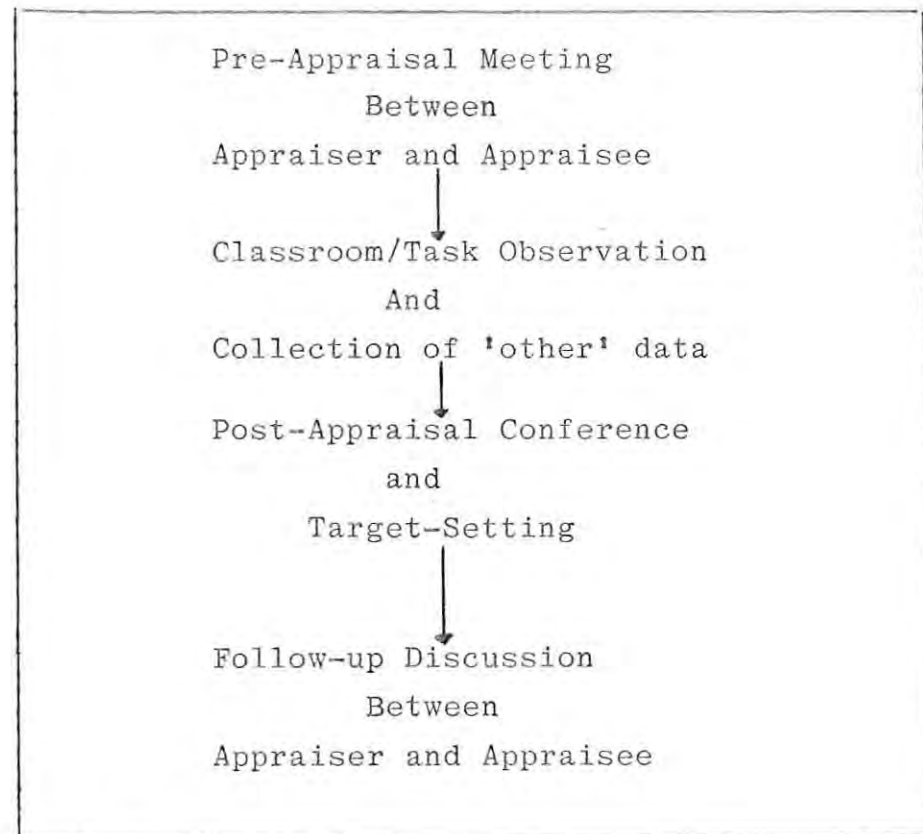 Pre-Appraisal Meeting
Between
Appraiser and Appraisee
Classroom/Task Observation
And
Collection of 'other' data
Post-Appraisal Conference
and
Target-Setting
Follow-up Discussion
Between
Appraiser and Appraisee